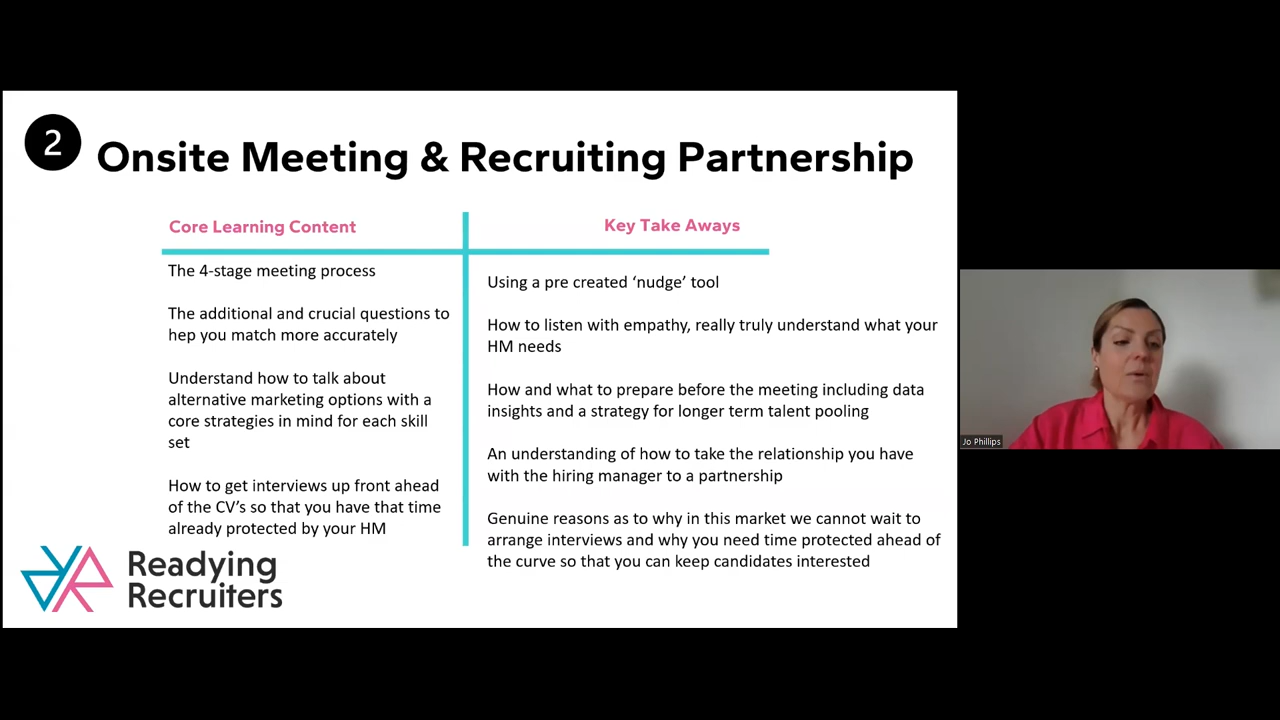 2
Onsite Meeting & Recruiting Partnership
Core Learning Content
The 4-stage meeting process
The additional and crucial questions to
hep you match more accurately
Understand how to talk about
alternative marketing options with a
core strategies in mind for each skill
set
How to get interviews up front ahead
of the CV's so that you have that time
already protected by your HM
Key Take Aways
Using a pre created ‘nudge’ tool
How to listen with empathy, really truly understand what your
HM needs
How and what to prepare before the meeting including data
insights and a strategy for longer term talent pooling
An understanding of how to take the relationship you have
with the hiring manager to a partnership
Genuine reasons as to why in this market we cannot wait to
arrange interviews and why you need time protected ahead of
the curve so that you can keep candidates interested
Readying
Recruiters
Jo Phillips